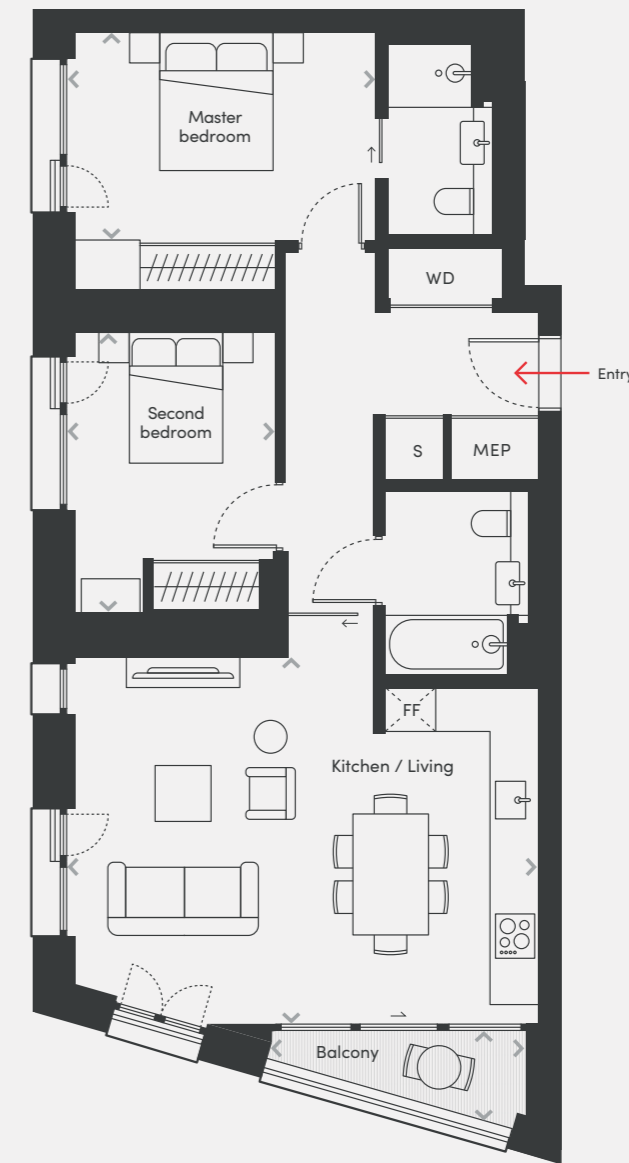 Master
bedroom
WD
Entry
Second
bedroom
S
MEP
FF
Kitchen / Living
Balcony